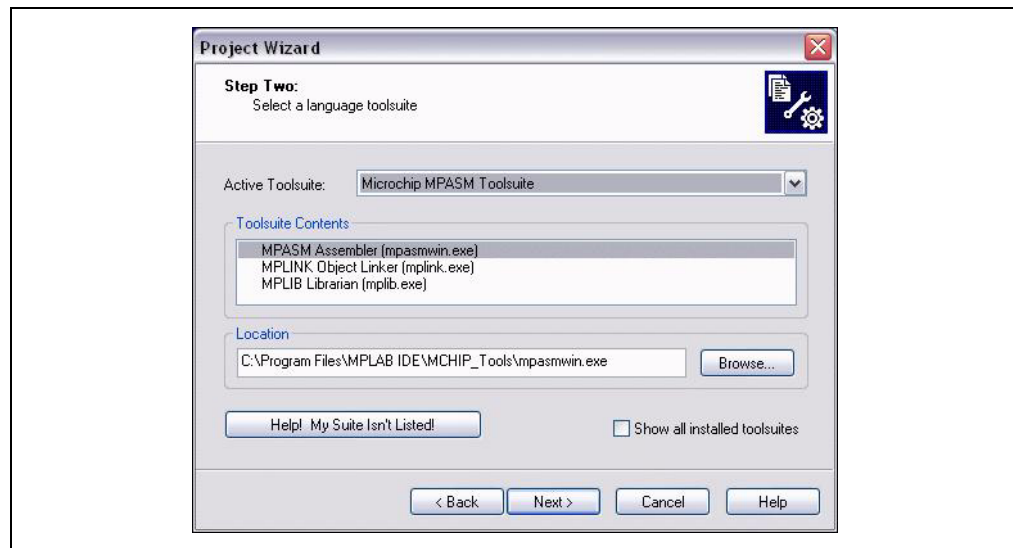 Project Wizard
Step Two:
Select a language toolsuite
Active Toolsuite: Microchip MPASM Toolsuite
Toolsuite Contents
MPASM Assembler (mpasmwin.exe)
MPLINK Object Linker (mplink.exe)
MPLIB Librarian (mplib.exe)
Location
C:\Program Files\MPLAB IDE\MCHIP_Tools\mpasmwin.exe Browse...
Help! My Suite Isn't Listed! Show all installed toolsuites
< Back Next > Cancel Help